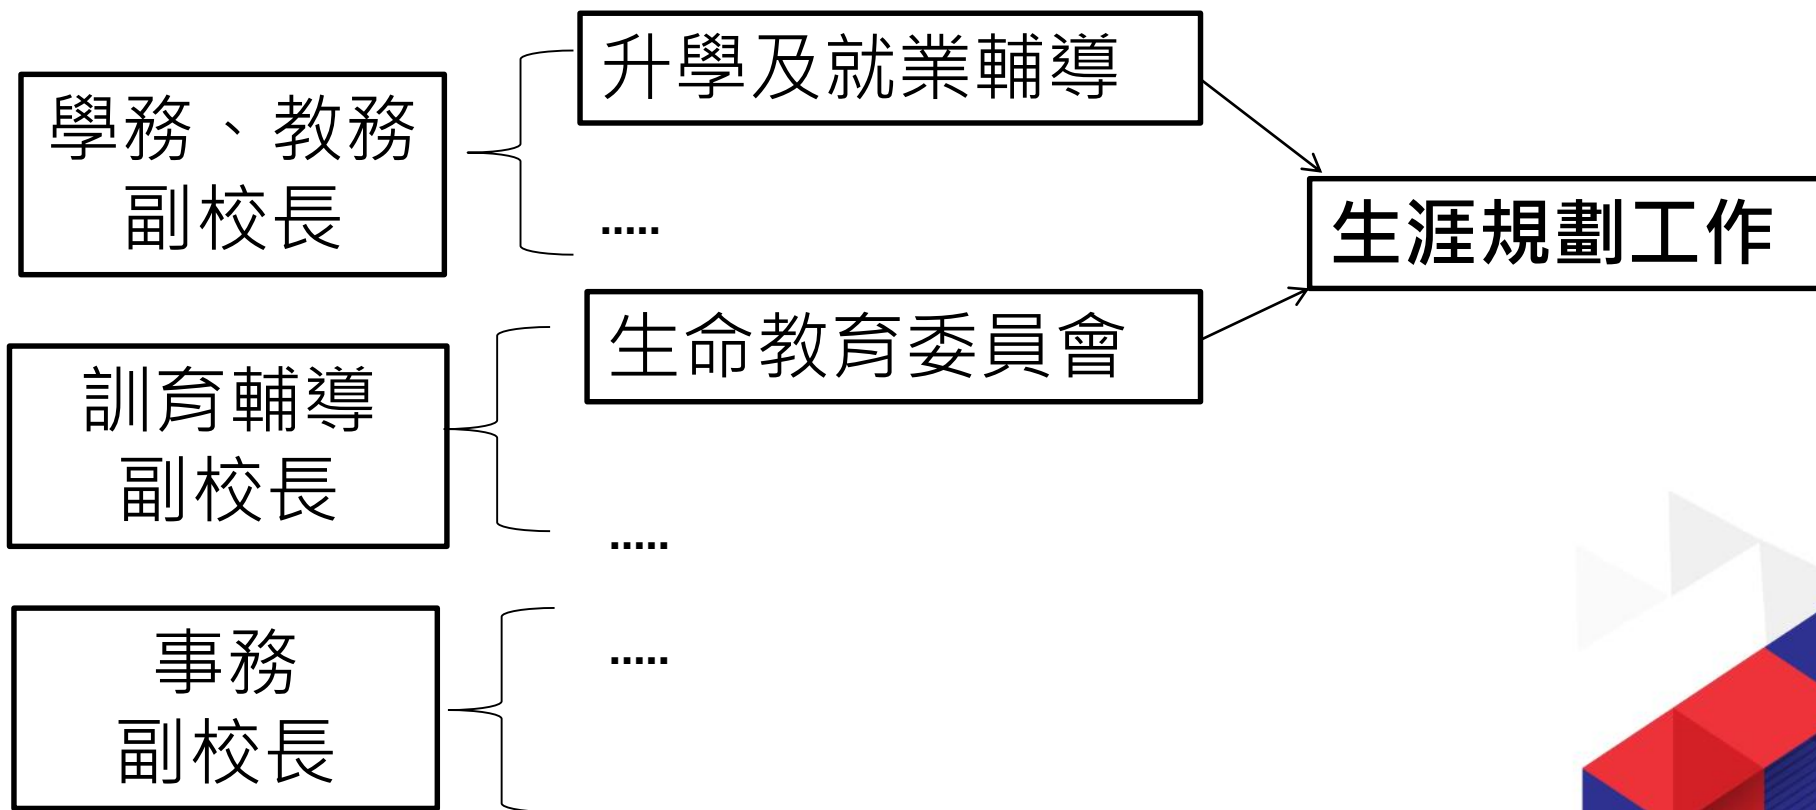 學務、教務
副校長
升學及就業輔導
.....
生涯規劃工作
訓育輔導
副校長
生命教育委員會
.....
事務
副校長
.....